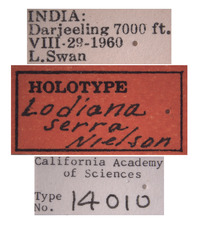 INDIA:
Darjeeling 7000 ft.
VIII-29-1960
L.Swan
HOLOTYPE
Lodiana
serra
Nielson
California Academy
of Sciences
Type
No. 14010